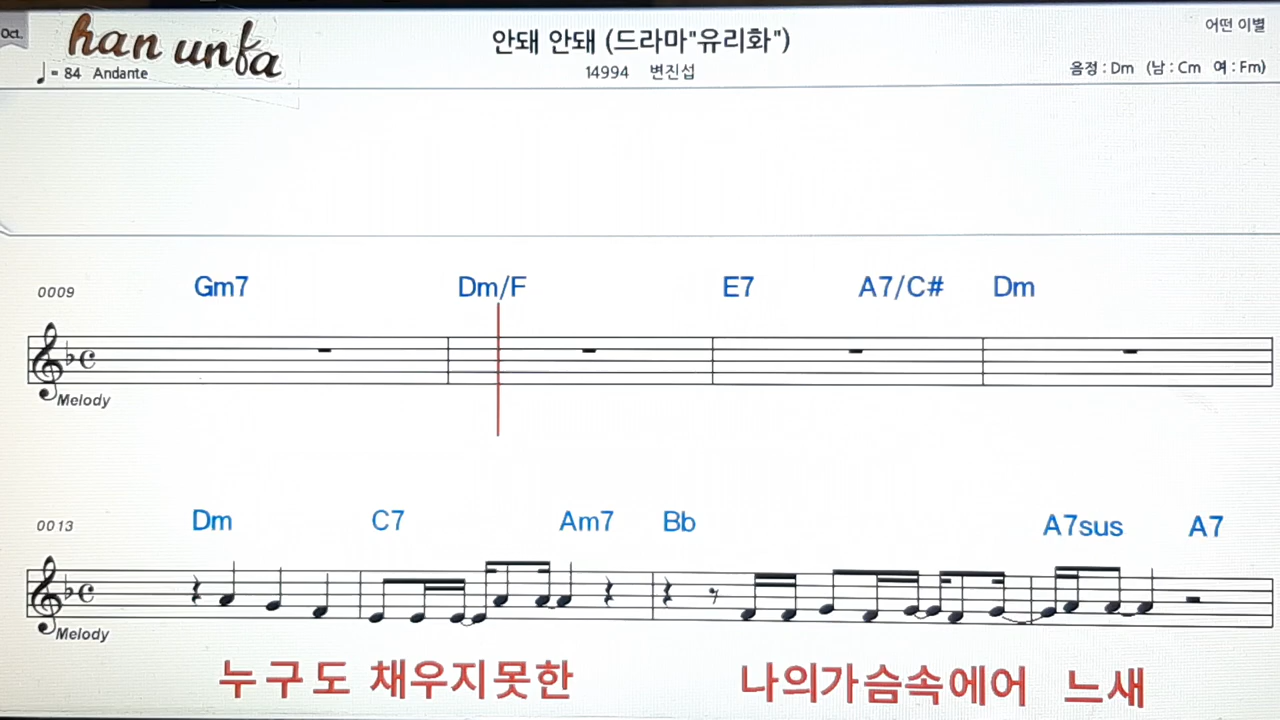 Oct.
han unfa
안돼 안돼 (드라마"유리화")
어떤 이별
♩= 84 Andante
14994 변진섭
음정 : Dm (남 : Cm 여 : Fm)
0009 Gm7 Dm/F E7 A7/C# Dm
Melody
0013 Dm C7 Am7 Bb A7sus A7
Melody
누구도 채우지못한 나의가슴속에어 느새